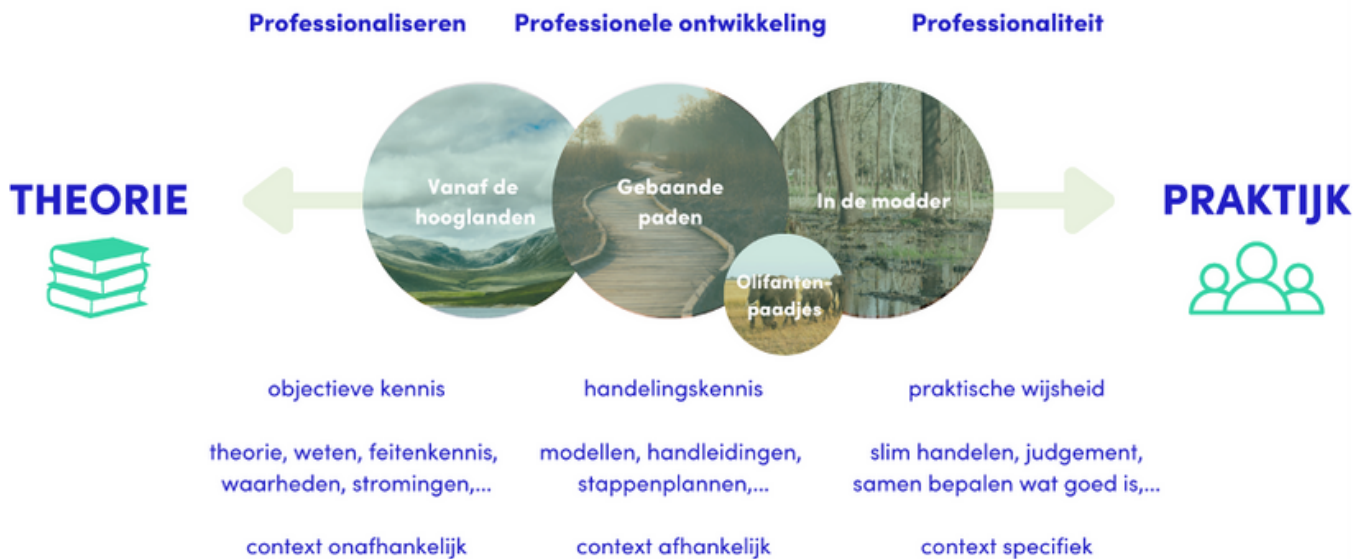 Professionaliseren
Professionele ontwikkeling
Professionaliteit
THEORIE
Vanaf de
hooglanden
Gebaande
paden
In de modder
Olifanten-
paadjes
PRAKTIJK
objectieve kennis
handelingskennis
praktische wijsheid
theorie, weten, feitenkennis,
waarheden, stromingen,...
modellen, handleidingen,
stappenplannen,...
slim handelen, judgement,
samen bepalen wat goed is,...
context onafhankelijk
context afhankelijk
context specifiek